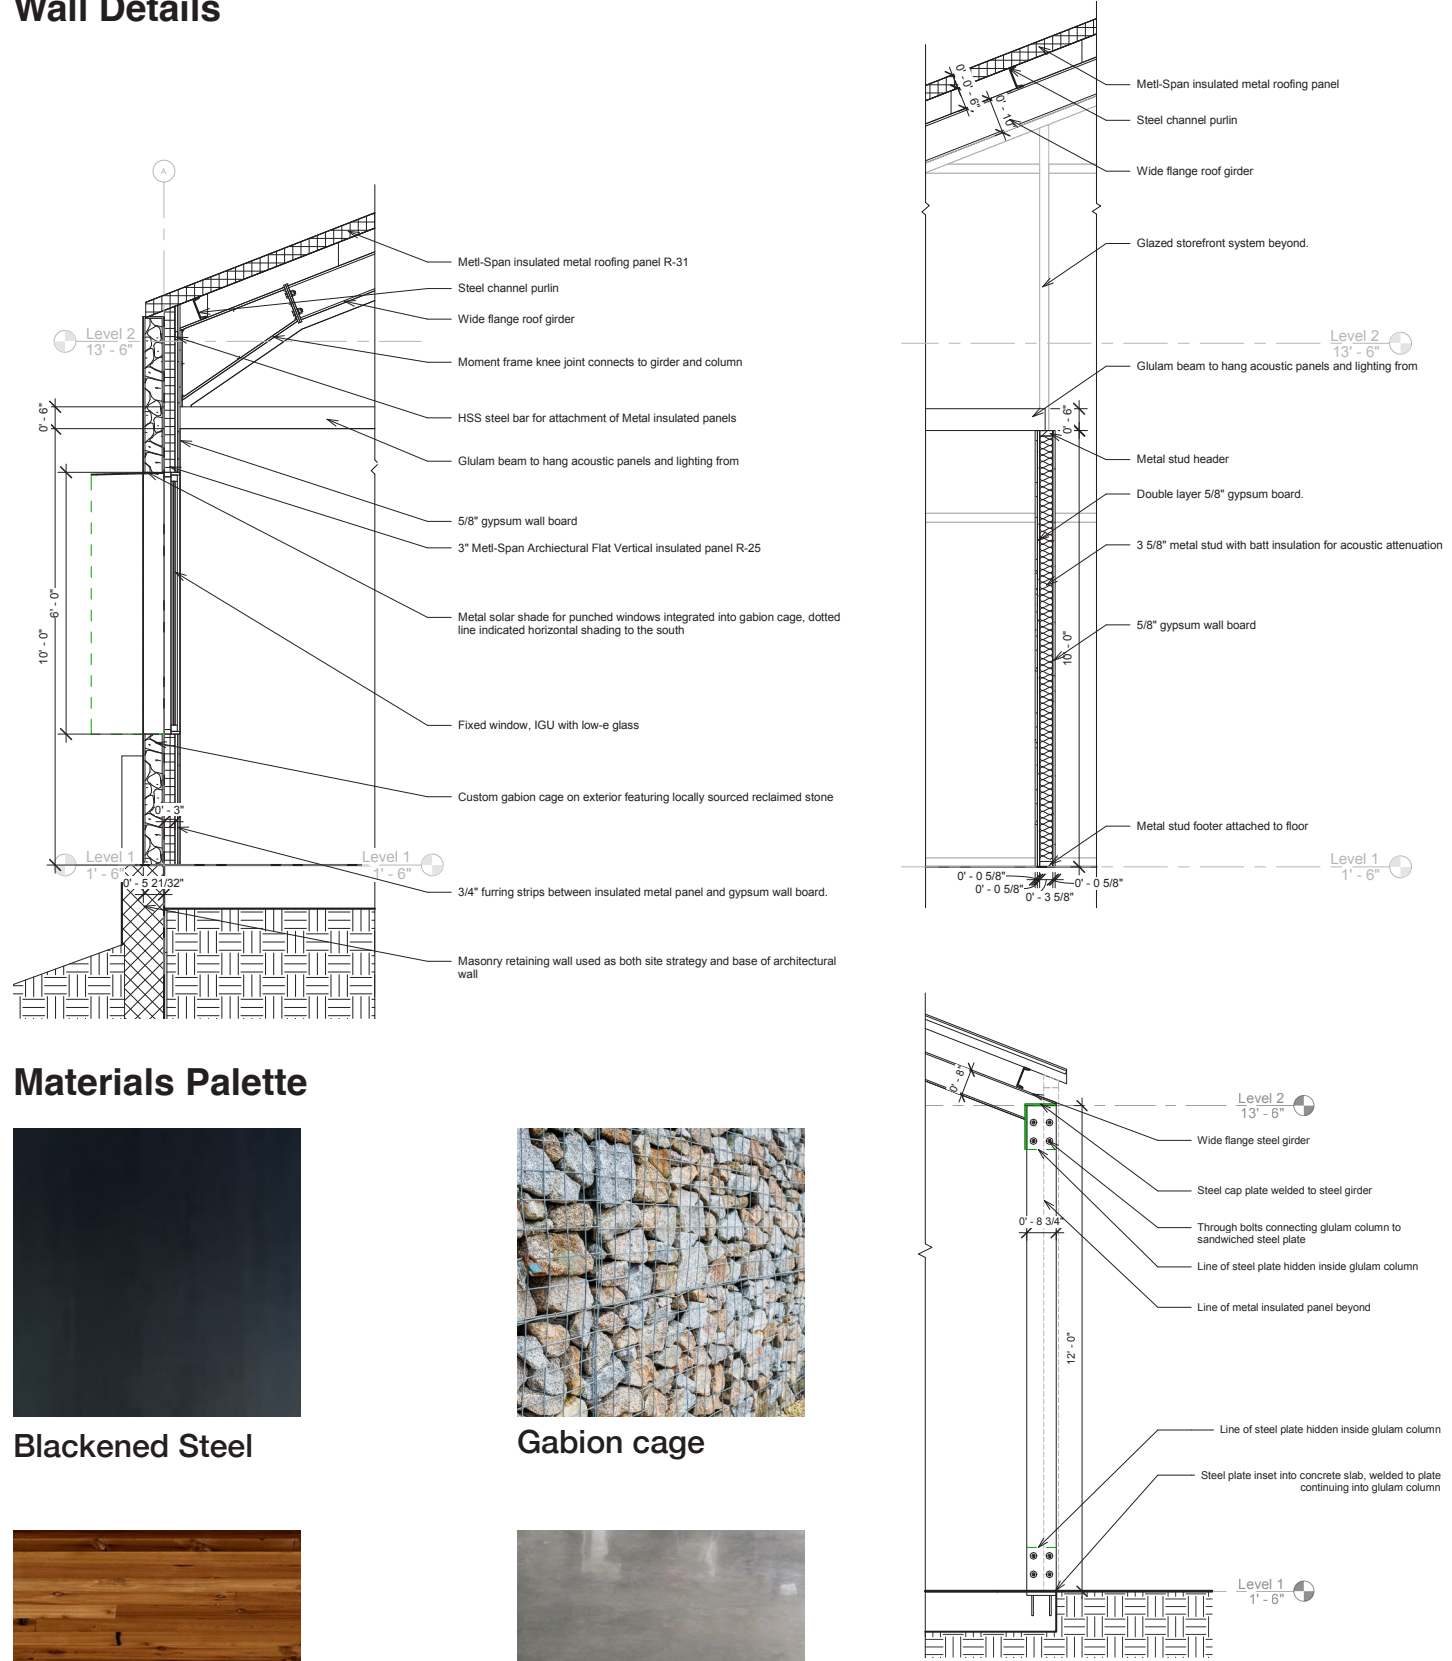 Wall Details
A
Metl-Span insulated metal roofing panel R-31
Steel channel purlin
Wide flange roof girder
Level 2
13' - 6"
Moment frame knee joint connects to girder and column
0' - 6"
HSS steel bar for attachment of Metal insulated panels
Glulam beam to hang acoustic panels and lighting from
5/8" gypsum wall board
3" Metl-Span Archiectural Flat Vertical insulated panel R-25
6' - 0"
10' - 0"
Metal solar shade for punched windows integrated into gabion cage, dotted
line indicated horizontal shading to the south
Fixed window, IGU with low-e glass
Custom gabion cage on exterior featuring locally sourced reclaimed stone
0' - 3"
Level 1
1' - 6"
Level 1
1' - 6"
0' - 5 21/32"
3/4" furring strips between insulated metal panel and gypsum wall board.
Masonry retaining wall used as both site strategy and base of architectural
wall
0' - 0' - 6"
0' - 10"
Metl-Span insulated metal roofing panel
Steel channel purlin
Wide flange roof girder
Glazed storefront system beyond.
Level 2
13' - 6"
Glulam beam to hang acoustic panels and lighting from
0' - 6"
Metal stud header
Double layer 5/8" gypsum board.
3 5/8" metal stud with batt insulation for acoustic attenuation
5/8" gypsum wall board
10' - 0"
Metal stud footer attached to floor
Level 1
1' - 6"
0' - 0 5/8"
0' - 0 5/8"
0' - 0 5/8"
0' - 3 5/8"
Materials Palette
Blackened Steel
Gabion cage
0' - 8"
Level 2
13' - 6"
Wide flange steel girder
Steel cap plate welded to steel girder
0' - 8 3/4"
Through bolts connecting glulam column to
sandwiched steel plate
Line of steel plate hidden inside glulam column
Line of metal insulated panel beyond
12' - 0"
Line of steel plate hidden inside glulam column
Steel plate inset into concrete slab, welded to plate
continuing into glulam column
Level 1
1' - 6"